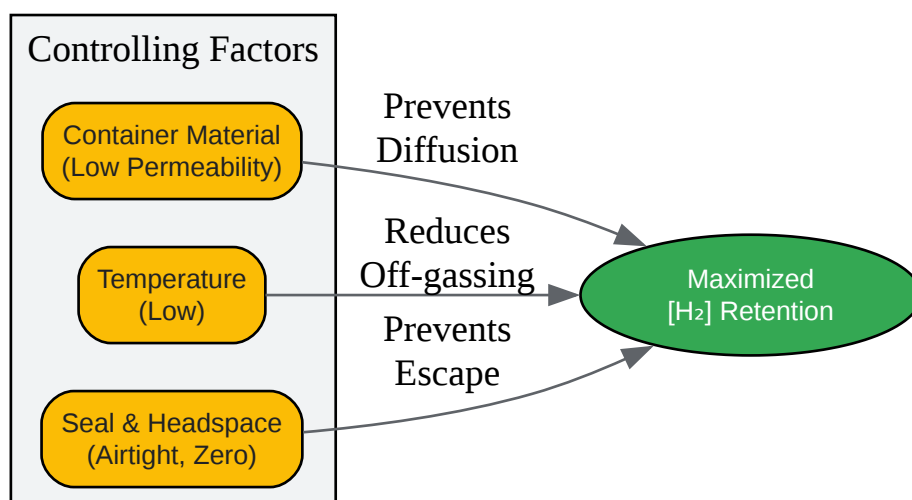 Controlling Factors
Container Material
(Low Permeability)
Prevents
Diffusion
Temperature
(Low)
Reduces
Off-gassing
Seal & Headspace
(Airtight, Zero)
Prevents
Escape
Maximized
[H₂] Retention